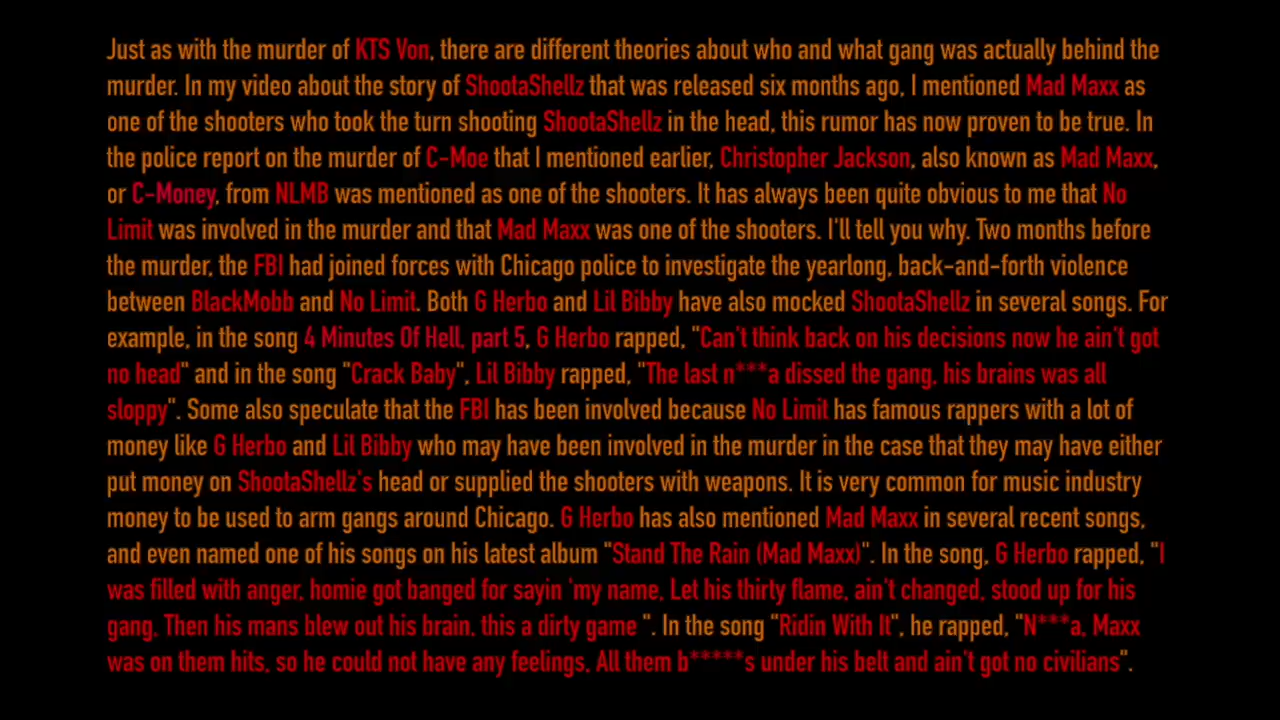 Just as with the murder of KTS Von, there are different theories about who and what gang was actually behind the
murder. In my video about the story of ShootaShellz that was released six months ago, I mentioned Mad Maxx as
one of the shooters who took the turn shooting ShootaShellz in the head, this rumor has now proven to be true. In
the police report on the murder of C-Moe that I mentioned earlier, Christopher Jackson, also known as Mad Maxx,
or C-Money, from NLMB was mentioned as one of the shooters. It has always been quite obvious to me that No
Limit was involved in the murder and that Mad Maxx was one of the shooters. I'll tell you why. Two months before
the murder, the FBI had joined forces with Chicago police to investigate the yearlong, back-and-forth violence
between BlackMobb and No Limit. Both G Herbo and Lil Bibby have also mocked ShootaShellz in several songs. For
example, in the song 4 Minutes Of Hell, part 5, G Herbo rapped, "Can't think back on his decisions now he ain't got
no head" and in the song "Crack Baby", Lil Bibby rapped, "The last n***a dissed the gang, his brains was all
sloppy". Some also speculate that the FBI has been involved because No Limit has famous rappers with a lot of
money like G Herbo and Lil Bibby who may have been involved in the murder in the case that they may have either
put money on ShootaShellz's head or supplied the shooters with weapons. It is very common for music industry
money to be used to arm gangs around Chicago. G Herbo has also mentioned Mad Maxx in several recent songs,
and even named one of his songs on his latest album "Stand The Rain (Mad Maxx)". In the song, G Herbo rapped, "I
was filled with anger, homie got banged for sayin 'my name, Let his thirty flame, ain't changed, stood up for his
gang, Then his mans blew out his brain, this a dirty game ". In the song "Ridin With It", he rapped, "N***a, Maxx
was on them hits, so he could not have any feelings, All them b*****s under his belt and ain't got no civilians".